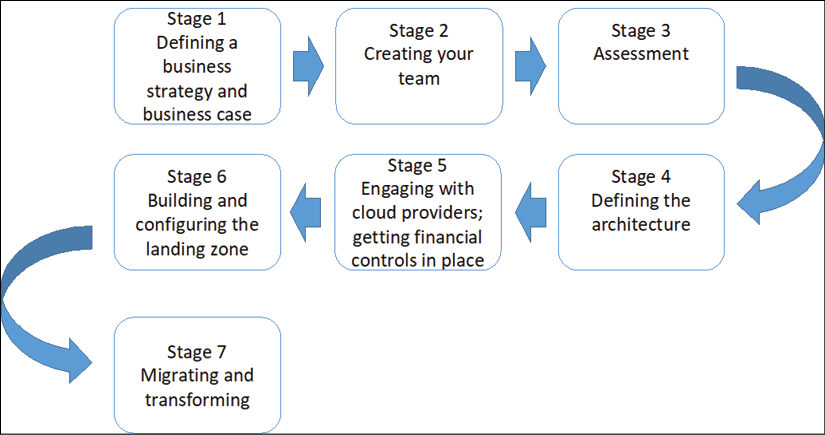 Stage 1
Defining a
business
strategy and
business case
Stage 2
Creating your
team
Stage 3
Assessment
Stage 4
Defining the
architecture
Stage 5
Engaging with
cloud providers;
getting financial
controls in place
Stage 6
Building and
configuring the
landing zone
Stage 7
Migrating and
transforming